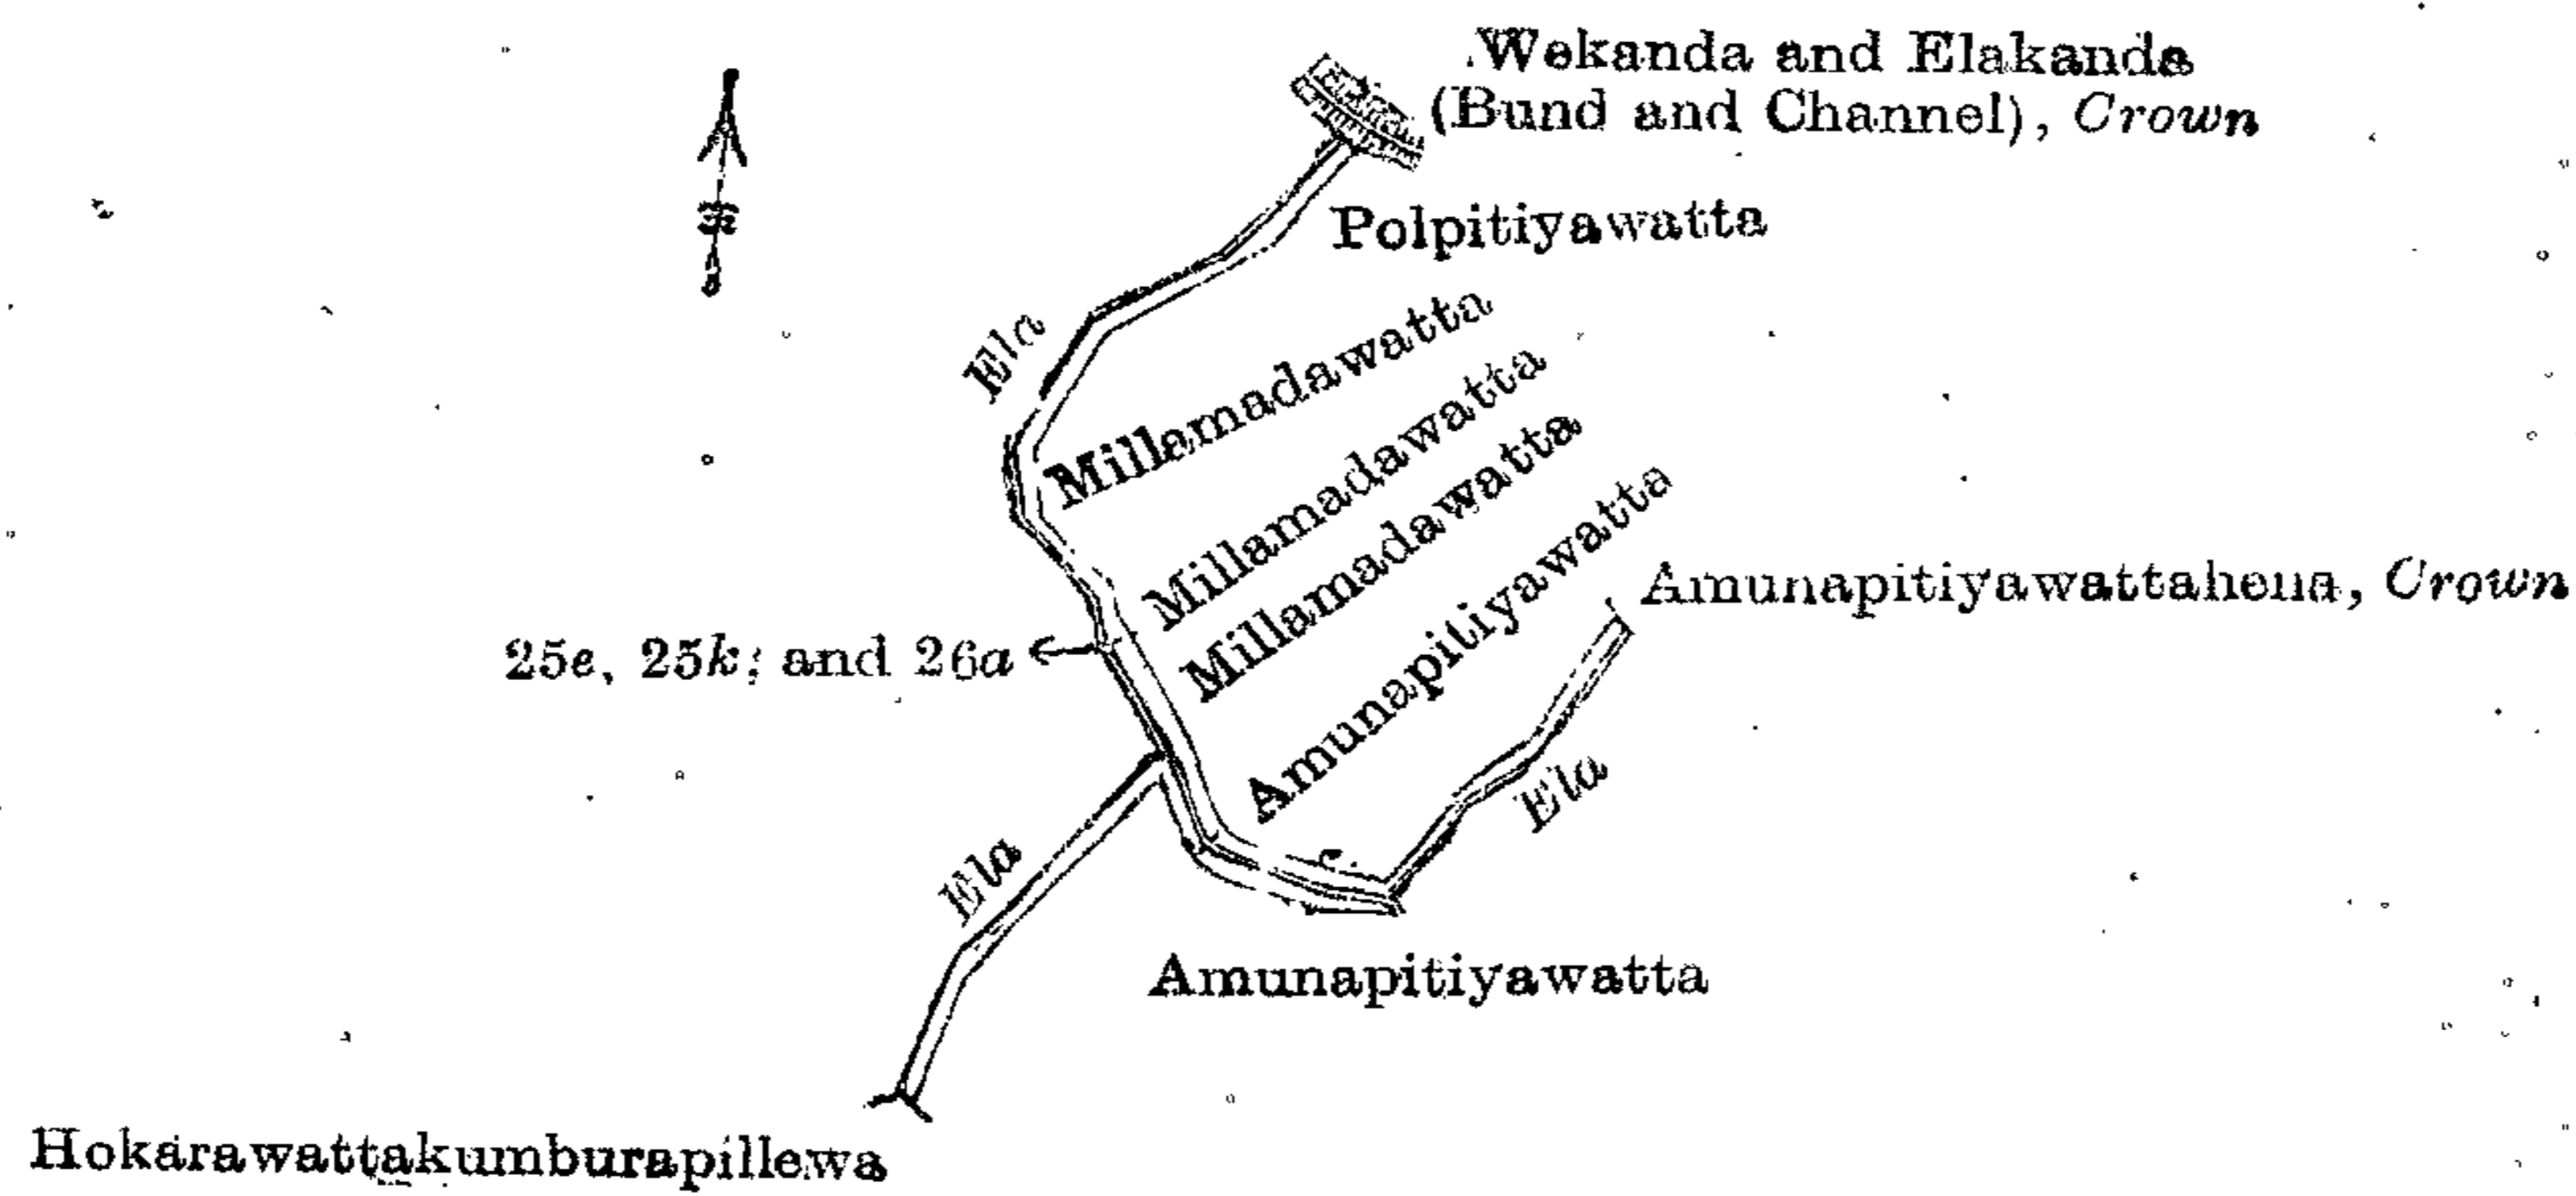 Wekanda and Elakanda
(Bund and Channel), Crown
Polpitiyawatta
Ela
Millamadawatta
Millamadawatta
Millamadawatta
Amunapitiyawatta
Amunapitiyawattahena, Crown
25e, 25k, and 26a
Ela
Ela
Amunapitiyawatta
Hokarawattakumburapillewa